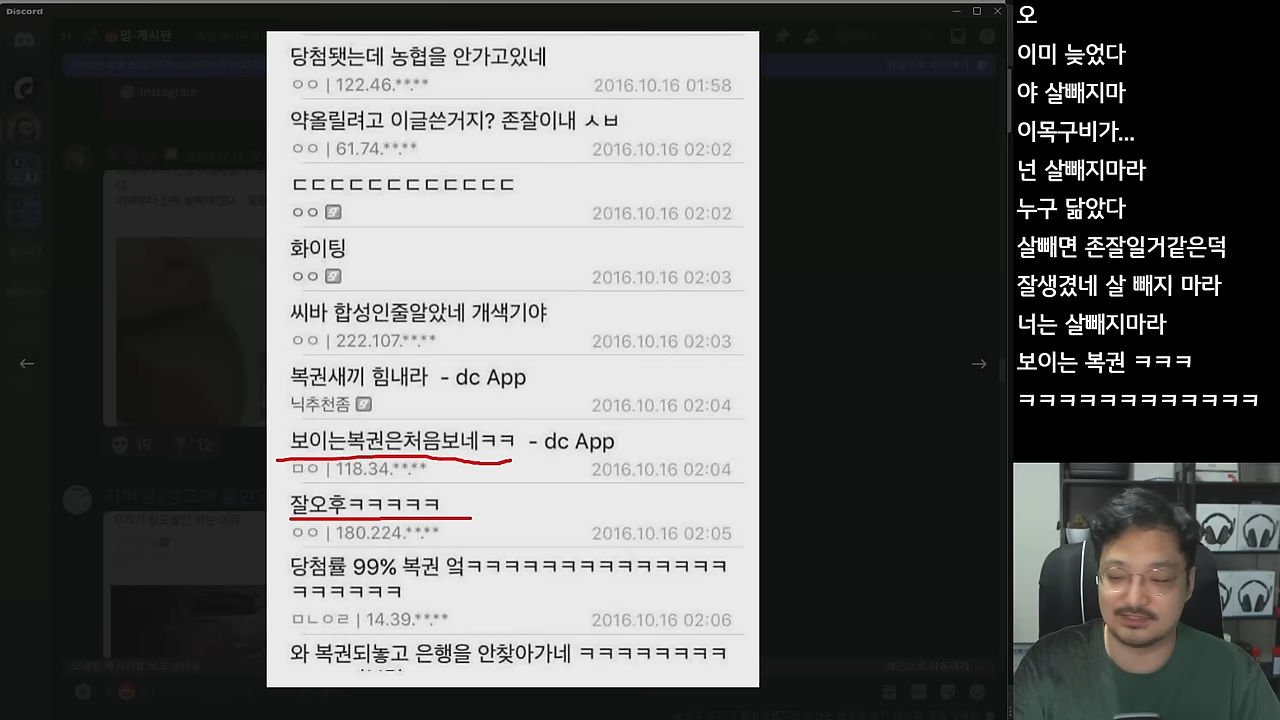 Discord
밈-게시판
Instagram
19
12
당첨됏는데 농협을 안가고있네
ㅇㅇ | 122.46.**.** 2016.10.16 01:58
약올릴려고 이글쓴거지? 존잘이내 ㅅㅂ
ㅇㅇ | 61.74.**.** 2016.10.16 02:02
ㄷㄷㄷㄷㄷㄷㄷㄷㄷㄷㄷㄷ
ㅇㅇ 2016.10.16 02:02
화이팅
ㅇㅇ 2016.10.16 02:03
씨바 합성인줄알았네 개색기야
ㅇㅇ | 222.107.**.** 2016.10.16 02:03
복권새끼 힘내라 - dc App
닉추천좀 2016.10.16 02:04
보이는복권은처음보네ㅋㅋ - dc App
ㅁㅇ | 118.34.**.** 2016.10.16 02:04
잘오후ㅋㅋㅋㅋㅋ
ㅇㅇ | 180.224.**.** 2016.10.16 02:05
당첨률 99% 복권 엌ㅋㅋㅋㅋㅋㅋㅋㅋㅋㅋㅋㅋㅋㅋ
ㅋㅋㅋㅋㅋㅋ
ㅁㄴㅇㄹ | 14.39.**.** 2016.10.16 02:06
와 복권되놓고 은행을 안찾아가네 ㅋㅋㅋㅋㅋㅋㅋㅋ
오
이미 늦었다
야 살빼지마
이목구비가...
넌 살빼지마라
누구 닮았다
살빼면 존잘일거같은덕
잘생겼네 살 빼지 마라
너는 살빼지마라
보이는 복권 ㅋㅋㅋ
ㅋㅋㅋㅋㅋㅋㅋㅋㅋㅋㅋㅋ